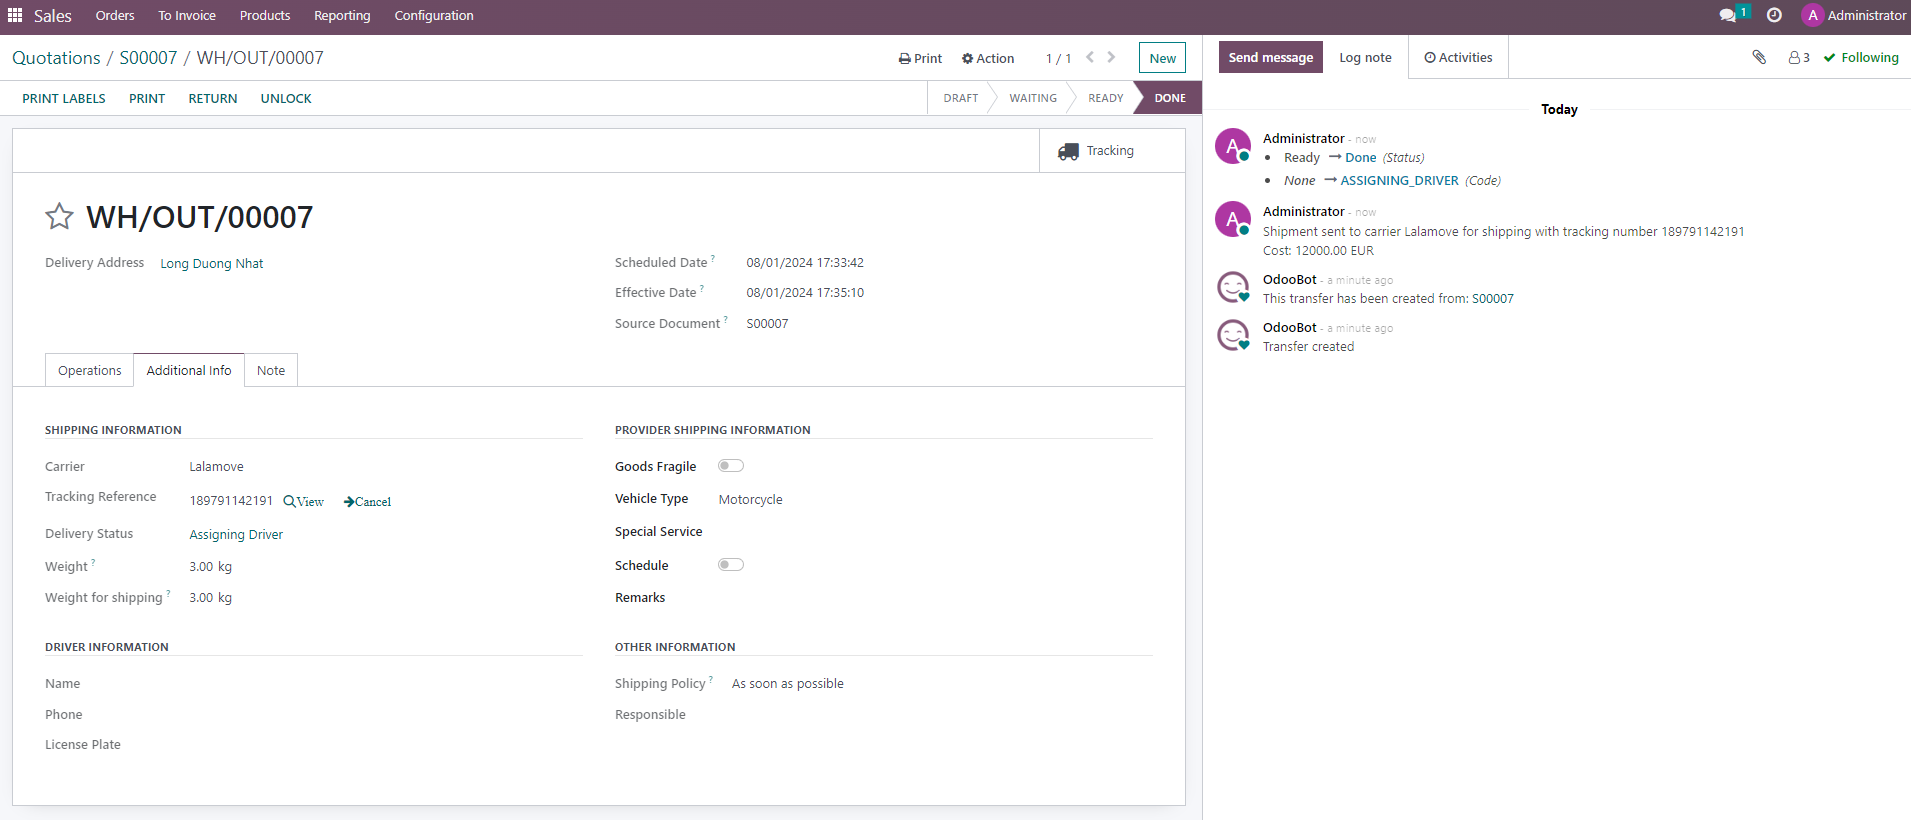 Sales Orders To Invoice Products Reporting Configuration 1 A Administrator
Quotations / S00007 / WH/OUT/00007 Print Action 1 / 1 New
PRINT LABELS PRINT RETURN UNLOCK DRAFT WAITING READY DONE
Tracking
WH/OUT/00007
Delivery Address Long Duong Nhat
Scheduled Date ? 08/01/2024 17:33:42
Effective Date ? 08/01/2024 17:35:10
Source Document ? S00007
Operations Additional Info Note
SHIPPING INFORMATION
Carrier Lalamove
Tracking Reference 189791142191 View Cancel
Delivery Status Assigning Driver
Weight ? 3.00 kg
Weight for shipping ? 3.00 kg
PROVIDER SHIPPING INFORMATION
Goods Fragile
Vehicle Type Motorcycle
Special Service
Schedule
Remarks
DRIVER INFORMATION
Name
Phone
License Plate
OTHER INFORMATION
Shipping Policy ? As soon as possible
Responsible
Send message Log note Activities 3 Following
Today
A Administrator - now
Ready → Done (Status)
None → ASSIGNING_DRIVER (Code)
A Administrator - now
Shipment sent to carrier Lalamove for shipping with tracking number 189791142191
Cost: 12000.00 EUR
OdooBot - a minute ago
This transfer has been created from: S00007
OdooBot - a minute ago
Transfer created